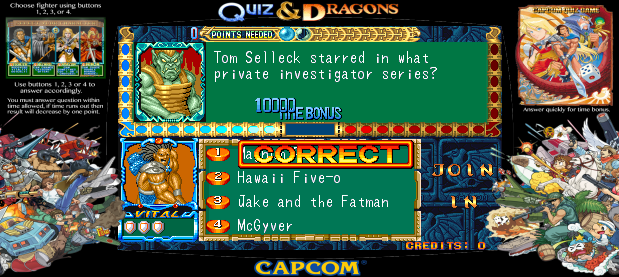 Choose fighter using buttons
1, 2, 3, or 4.
Use buttons 1, 2, 3 or 4 to
answer accordingly.
You must answer question within
time allowed, if time runs out then
result will decrease by one point.
QUIZ & DRAGONS
0
POINTS NEEDED
Tom Selleck starred in what
private investigator series?
10000
TIME BONUS
1
CORRECT
2 Hawaii Five-o
3 Jake and the Fatman
4 McGyver
VITAL
JOIN
IN
CREDITS: 0
CAPCOM
Answer quickly for time bonus.